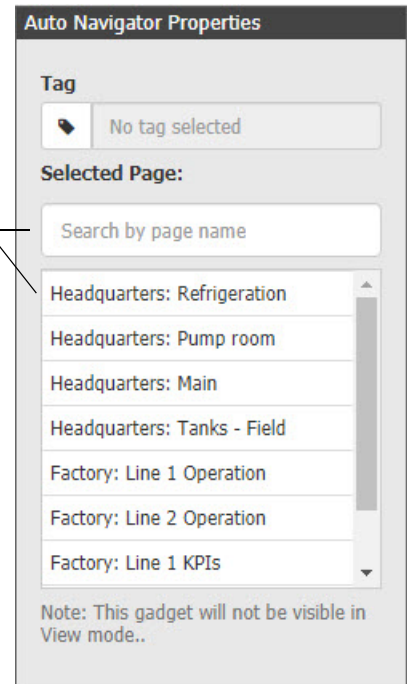 Auto Navigator Properties
Tag
No tag selected
Selected Page:
Search by page name
Headquarters: Refrigeration
Headquarters: Pump room
Headquarters: Main
Headquarters: Tanks - Field
Factory: Line 1 Operation
Factory: Line 2 Operation
Factory: Line 1 KPIs
Note: This gadget will not be visible in
View mode..